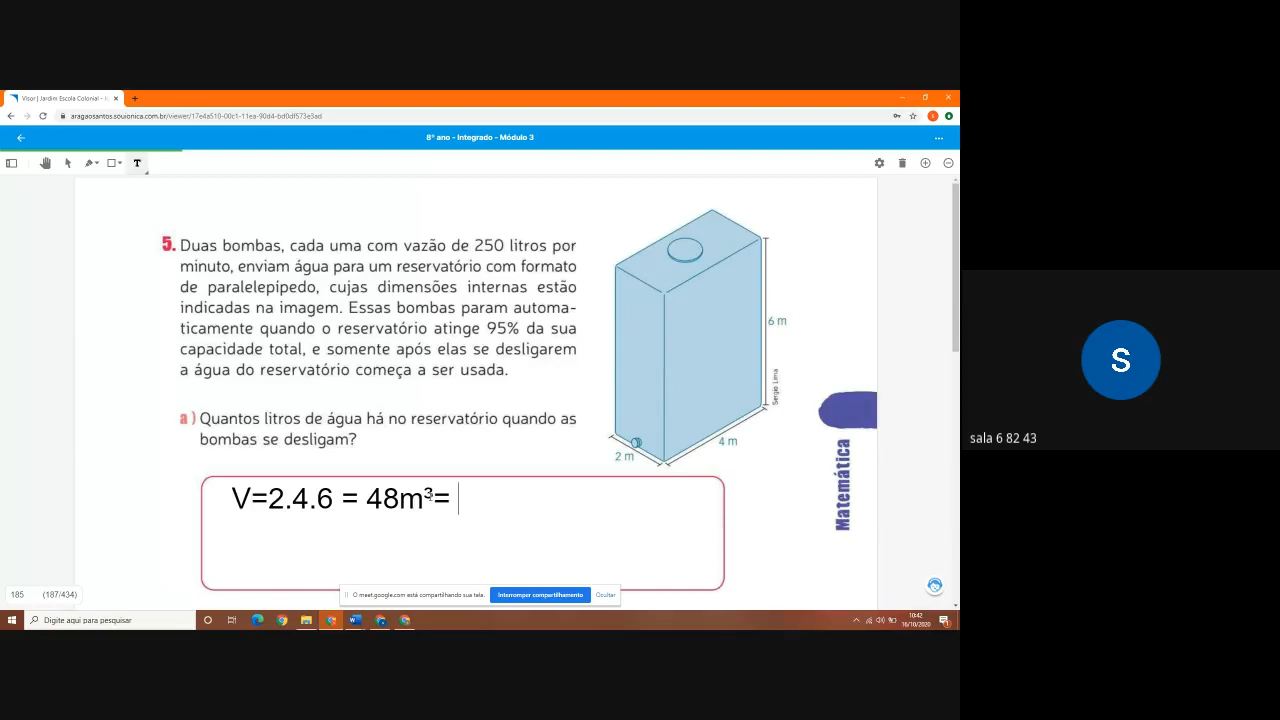 Visor | Jardim Escola Colonial - I
aragaosantos.souionica.com.br/viewer/17e4a510-00c1-11ea-90d4-bd0df573e3ad
8º ano - Integrado - Módulo 3
T
5. Duas bombas, cada uma com vazão de 250 litros por
minuto, enviam água para um reservatório com formato
de paralelepípedo, cujas dimensões internas estão
indicadas na imagem. Essas bombas param automa-
ticamente quando o reservatório atinge 95% da sua
capacidade total, e somente após elas se desligarem
a água do reservatório começa a ser usada.
a) Quantos litros de água há no reservatório quando as
bombas se desligam?
6 m
4 m
2 m
Sergio Lima
Matemática
V=2.4.6 = 48m³=
185 (187/434)
O meet.google.com está compartilhando sua tela.
Interromper compartilhamento
Ocultar
Digite aqui para pesquisar
10:42
16/10/2020
S
sala 6 82 43